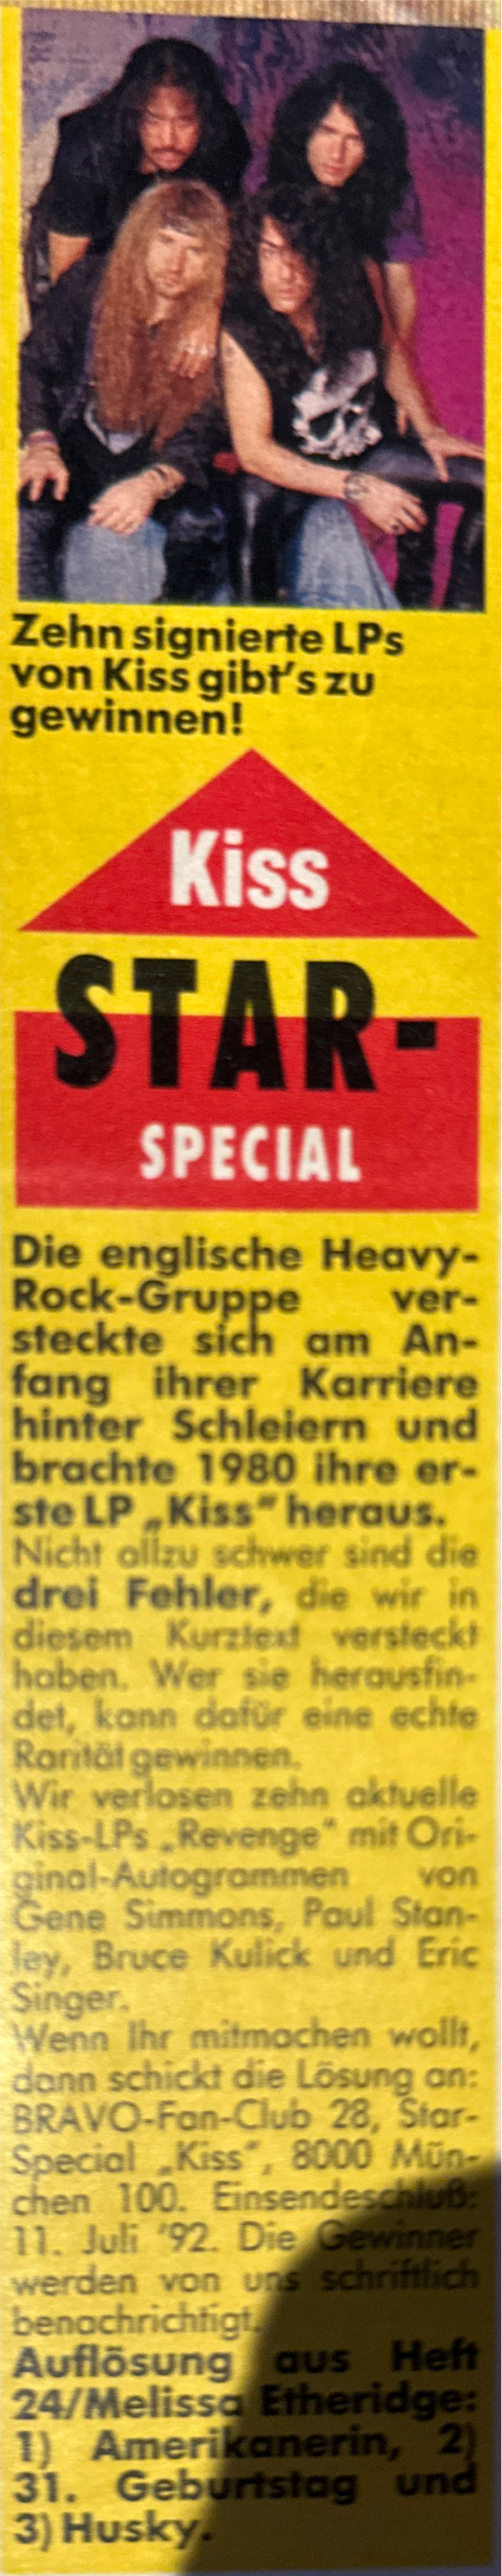 Zehn signierte LPs
von Kiss gibt's zu
gewinnen!
Kiss
STAR-
SPECIAL
Die englische Heavy-
Rock-Gruppe ver-
steckte sich am An-
fang ihrer Karriere
hinter Schleiern und
brachte 1980 ihre er-
ste LP „Kiss" heraus.
Nicht allzu schwer sind die
drei Fehler, die wir in
diesem Kurztext versteckt
haben. Wer sie herausfin-
det, kann dafür eine echte
Rarität gewinnen.
Wir verlosen zehn aktuelle
Kiss-LPs „Revenge" mit Ori-
ginal-Autogrammen von
Gene Simmons, Paul Stan-
ley, Bruce Kulick und Eric
Singer.
Wenn Ihr mitmachen wollt,
dann schickt die Lösung an:
BRAVO-Fan-Club 28, Star-
Special „Kiss", 8000 Mün-
chen 100. Einsendeschluß:
11. Juli '92. Die Gewinner
werden von uns schriftlich
benachrichtigt.
Auflösung aus Heft
24/Melissa Etheridge:
1) Amerikanerin, 2)
31. Geburtstag und
3) Husky.